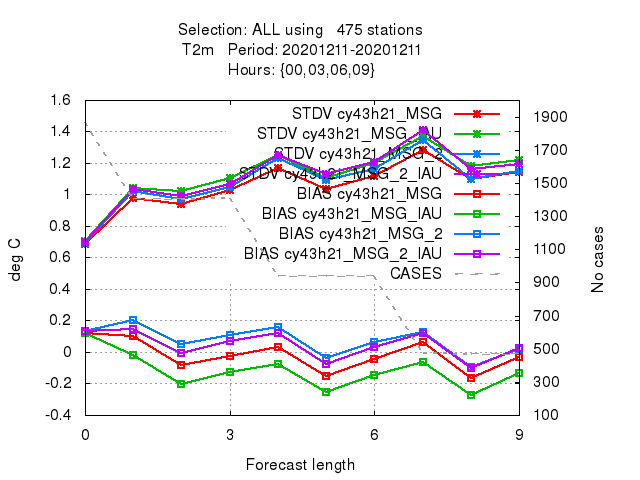 Selection: ALL using 475 stations
T2m Period: 20201211-20201211
Hours: {00,03,06,09}
STDV cy43h21_MSG
STDV cy43h21_MSG_IAU
STDV cy43h21_MSG_2
STDV cy43h21_MSG_2_IAU
BIAS cy43h21_MSG
BIAS cy43h21_MSG_IAU
BIAS cy43h21_MSG_2
BIAS cy43h21_MSG_2_IAU
CASES
1.6
1.4
1.2
1
0.8
0.6
0.4
0.2
0
-0.2
-0.4
deg C
1900
1700
1500
1300
1100
900
700
500
300
100
No cases
0 3 6 9
Forecast length